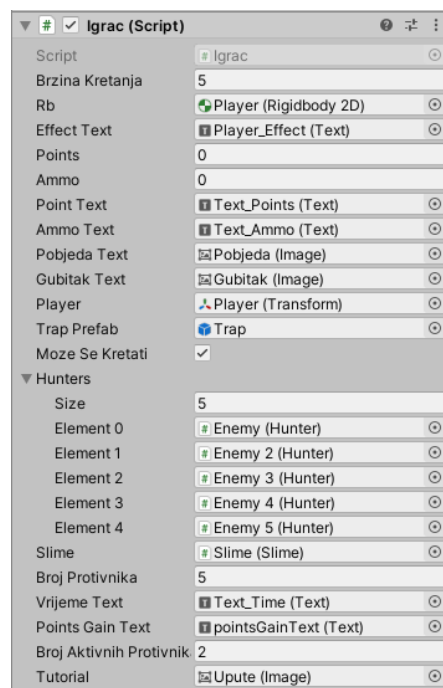 Igrac (Script)
Script Igrac
Brzina Kretanja 5
Rb Player (Rigidbody 2D)
Effect Text Player_Effect (Text)
Points 0
Ammo 0
Point Text Text_Points (Text)
Ammo Text Text_Ammo (Text)
Pobjeda Text Pobjeda (Image)
Gubitak Text Gubitak (Image)
Player Player (Transform)
Trap Prefab Trap
Moze Se Kretati
Hunters
Size 5
Element 0 Enemy (Hunter)
Element 1 Enemy 2 (Hunter)
Element 2 Enemy 3 (Hunter)
Element 3 Enemy 4 (Hunter)
Element 4 Enemy 5 (Hunter)
Slime Slime (Slime)
Broj Protivnika 5
Vrijeme Text Text_Time (Text)
Points Gain Text pointsGainText (Text)
Broj Aktivnih Protivnik 2
Tutorial Upute (Image)